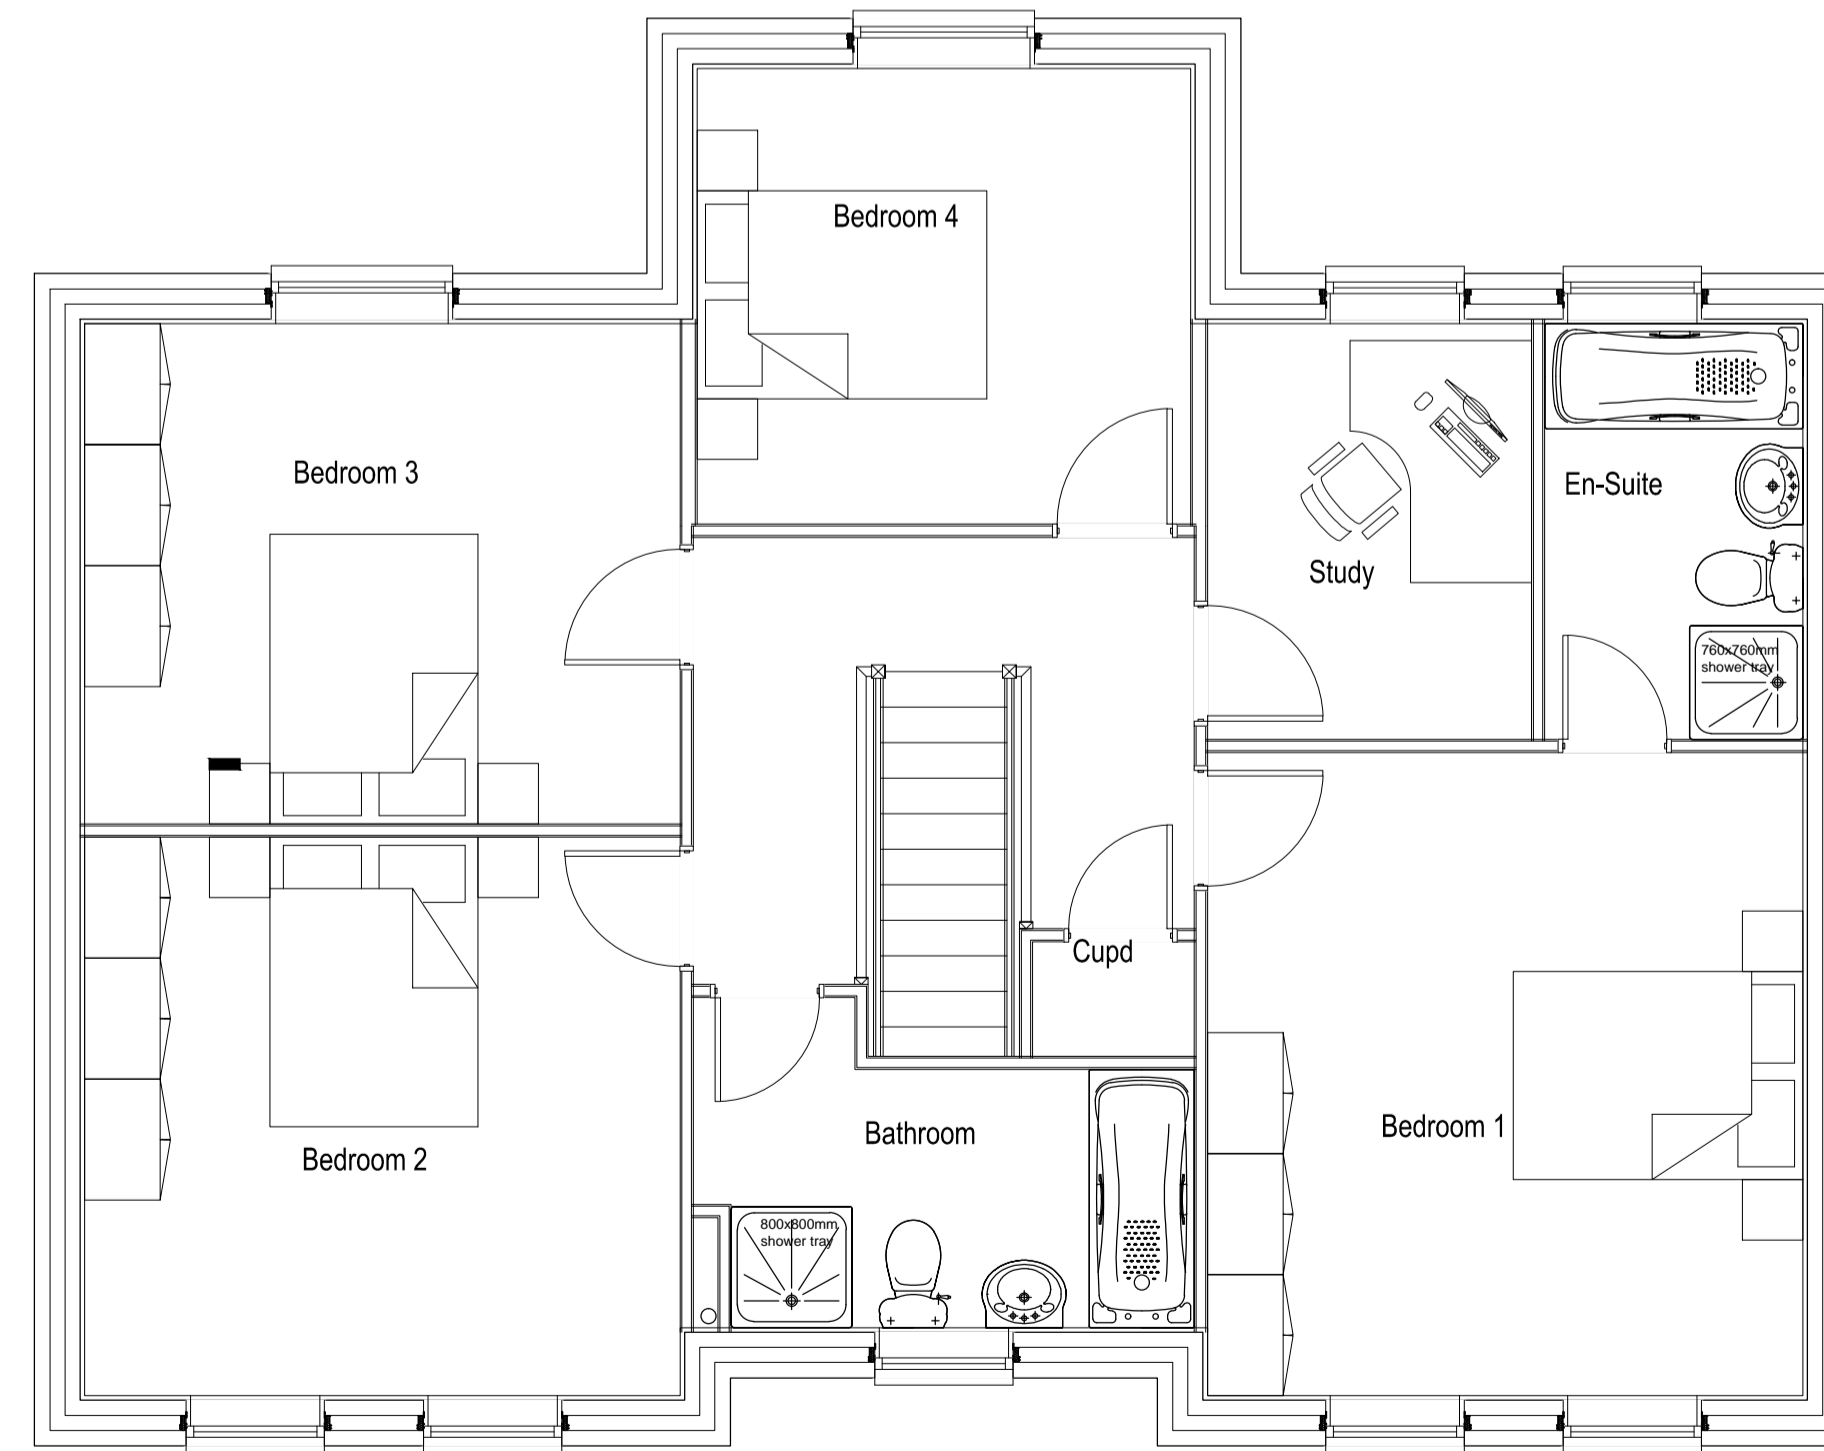 Bedroom 4
Bedroom 3
En-Suite
Study
760x760mm
shower tray
Cupd
Bedroom 1
Bathroom
Bedroom 2
800x800mm
shower tray